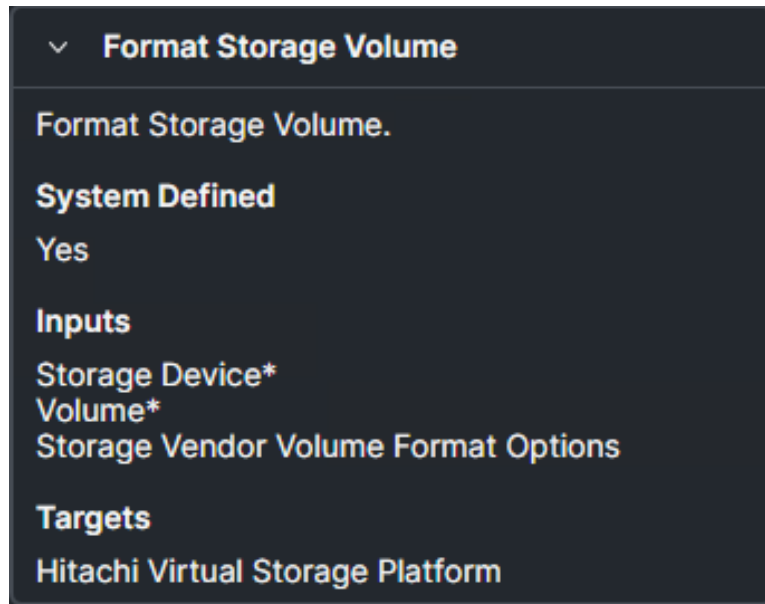 Format Storage Volume
Format Storage Volume.
System Defined
Yes
Inputs
Storage Device*
Volume*
Storage Vendor Volume Format Options
Targets
Hitachi Virtual Storage Platform